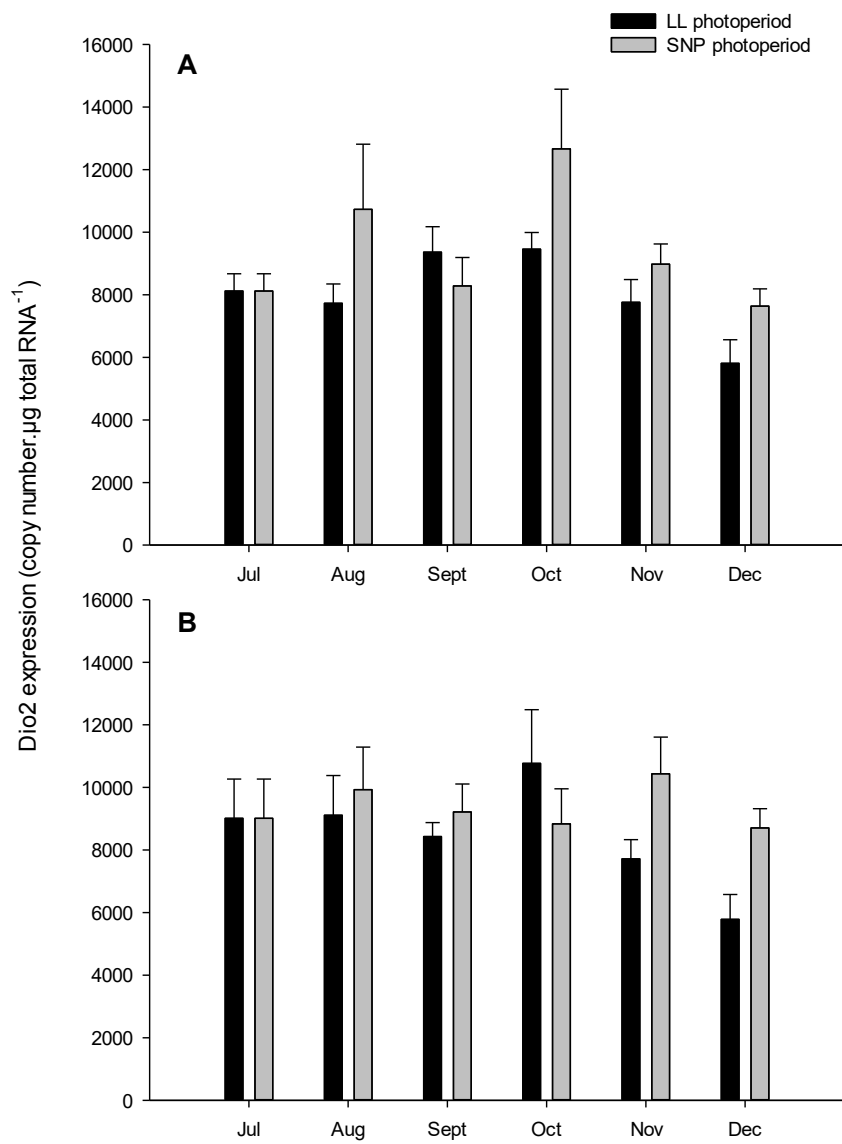 LL photoperiod
SNP photoperiod
A
16000
14000
12000
10000
8000
6000
4000
2000
0
Jul Aug Sept Oct Nov Dec
Dio2 expression (copy number.µg total RNA⁻¹)
B
16000
14000
12000
10000
8000
6000
4000
2000
0
Jul Aug Sept Oct Nov Dec